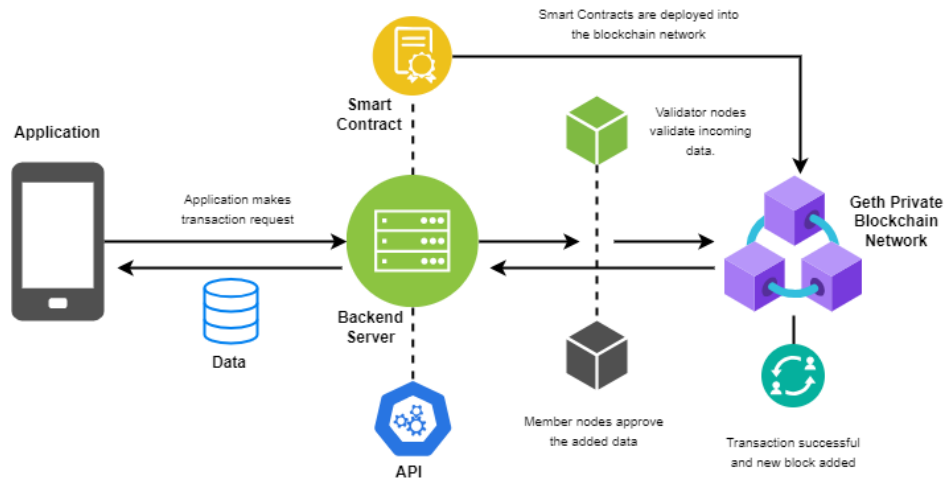 Smart Contracts are deployed into
the blockchain network
Smart
Contract
Application
Validator nodes
validate incoming
data.
Application makes
transaction request
Geth Private
Blockchain
Network
Backend
Server
Data
Member nodes approve
the added data
API
Transaction successful
and new block added